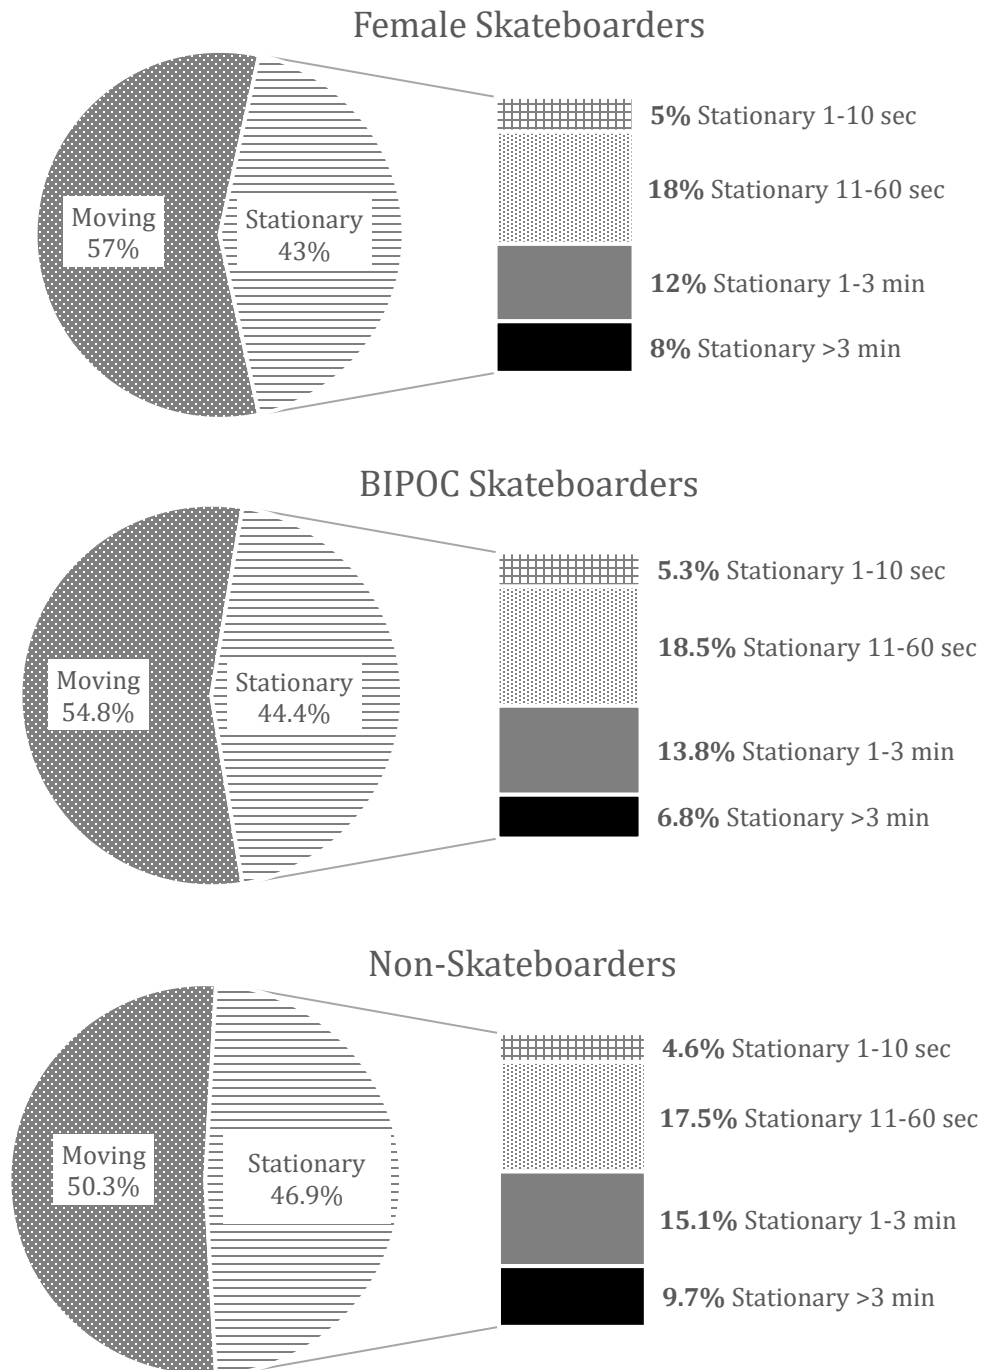 Female Skateboarders
Moving
57%
Stationary
43%
5% Stationary 1-10 sec
18% Stationary 11-60 sec
12% Stationary 1-3 min
8% Stationary >3 min
BIPOC Skateboarders
Moving
54.8%
Stationary
44.4%
5.3% Stationary 1-10 sec
18.5% Stationary 11-60 sec
13.8% Stationary 1-3 min
6.8% Stationary >3 min
Non-Skateboarders
Moving
50.3%
Stationary
46.9%
4.6% Stationary 1-10 sec
17.5% Stationary 11-60 sec
15.1% Stationary 1-3 min
9.7% Stationary >3 min